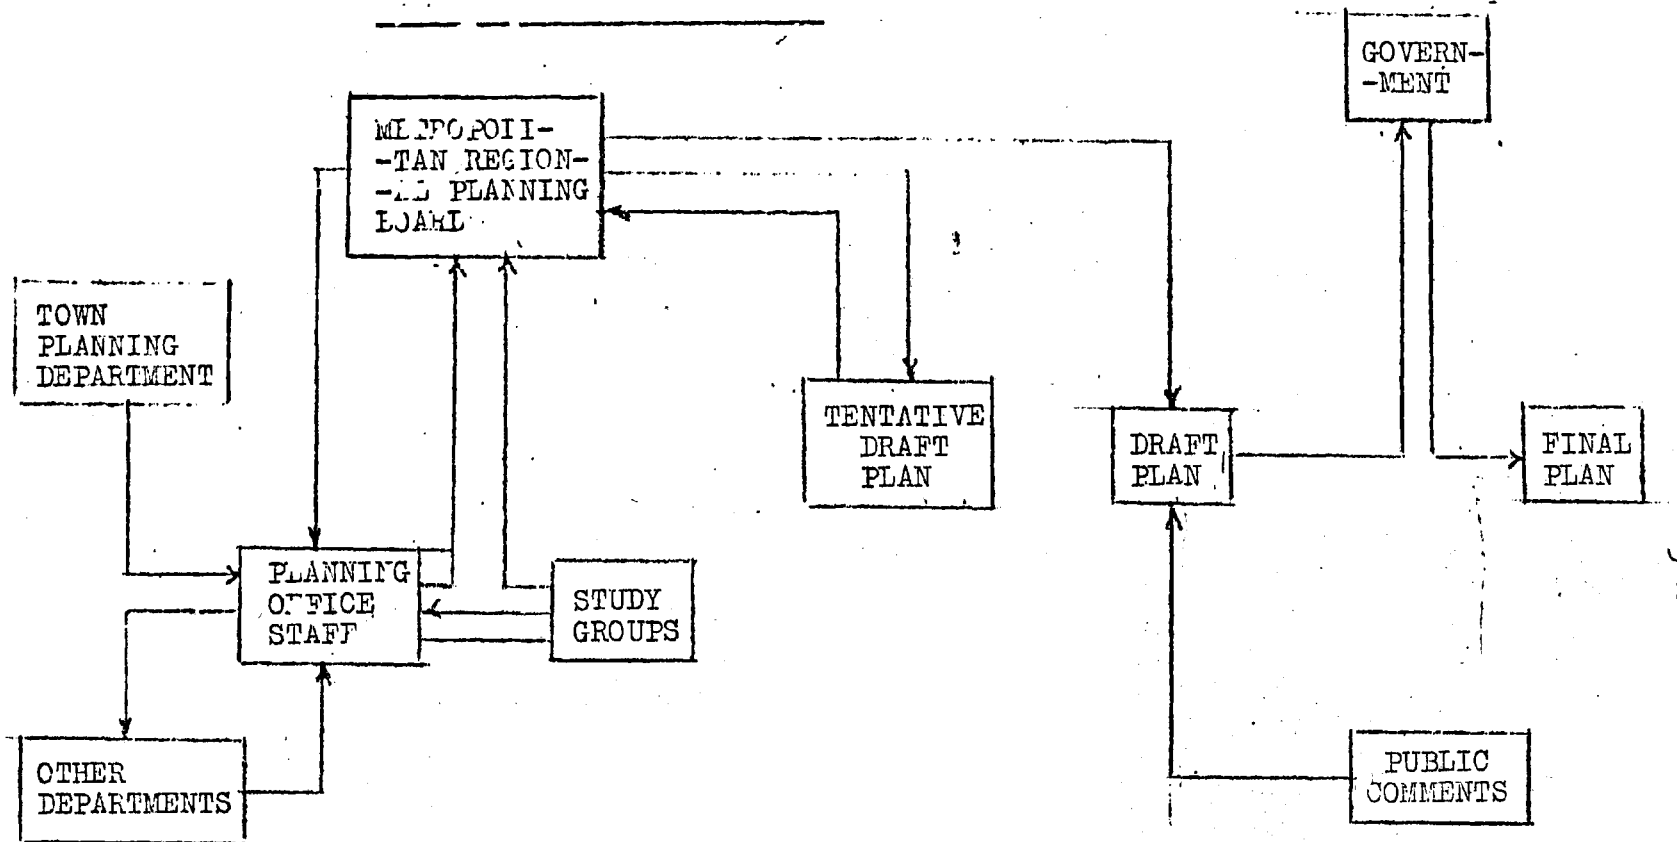 GOVERN-
-MENT
METROPOLI-
-TAN REGION-
-AL PLANNING
BOARD
TOWN
PLANNING
DEPARTMENT
TENTATIVE
DRAFT
PLAN
DRAFT
PLAN
FINAL
PLAN
PLANNING
OFFICE
STAFF
STUDY
GROUPS
OTHER
DEPARTMENTS
PUBLIC
COMMENTS